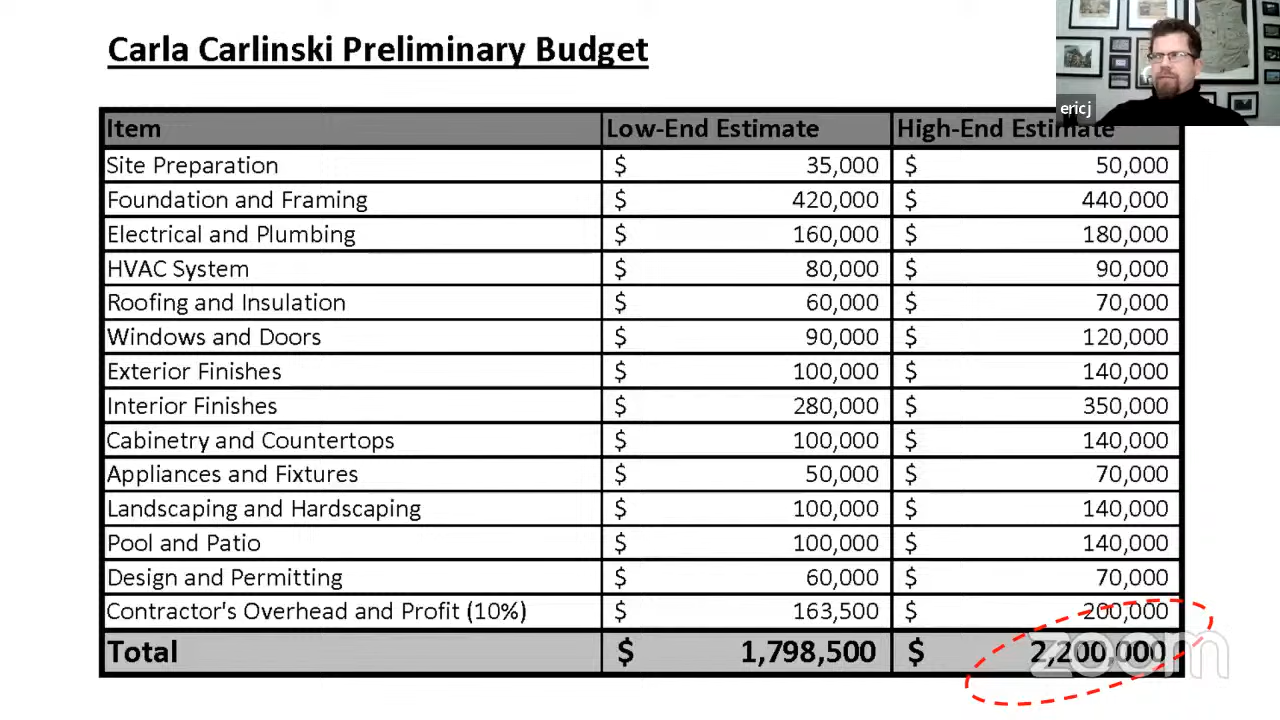 Carla Carlinski Preliminary Budget
ericj
Item Low-End Estimate High-End Estimate
Site Preparation $ 35,000 $ 50,000
Foundation and Framing $ 420,000 $ 440,000
Electrical and Plumbing $ 160,000 $ 180,000
HVAC System $ 80,000 $ 90,000
Roofing and Insulation $ 60,000 $ 70,000
Windows and Doors $ 90,000 $ 120,000
Exterior Finishes $ 100,000 $ 140,000
Interior Finishes $ 280,000 $ 350,000
Cabinetry and Countertops $ 100,000 $ 140,000
Appliances and Fixtures $ 50,000 $ 70,000
Landscaping and Hardscaping $ 100,000 $ 140,000
Pool and Patio $ 100,000 $ 140,000
Design and Permitting $ 60,000 $ 70,000
Contractor's Overhead and Profit (10%) $ 163,500 $ 200,000
Total $ 1,798,500 $ 2,200,000
zoom